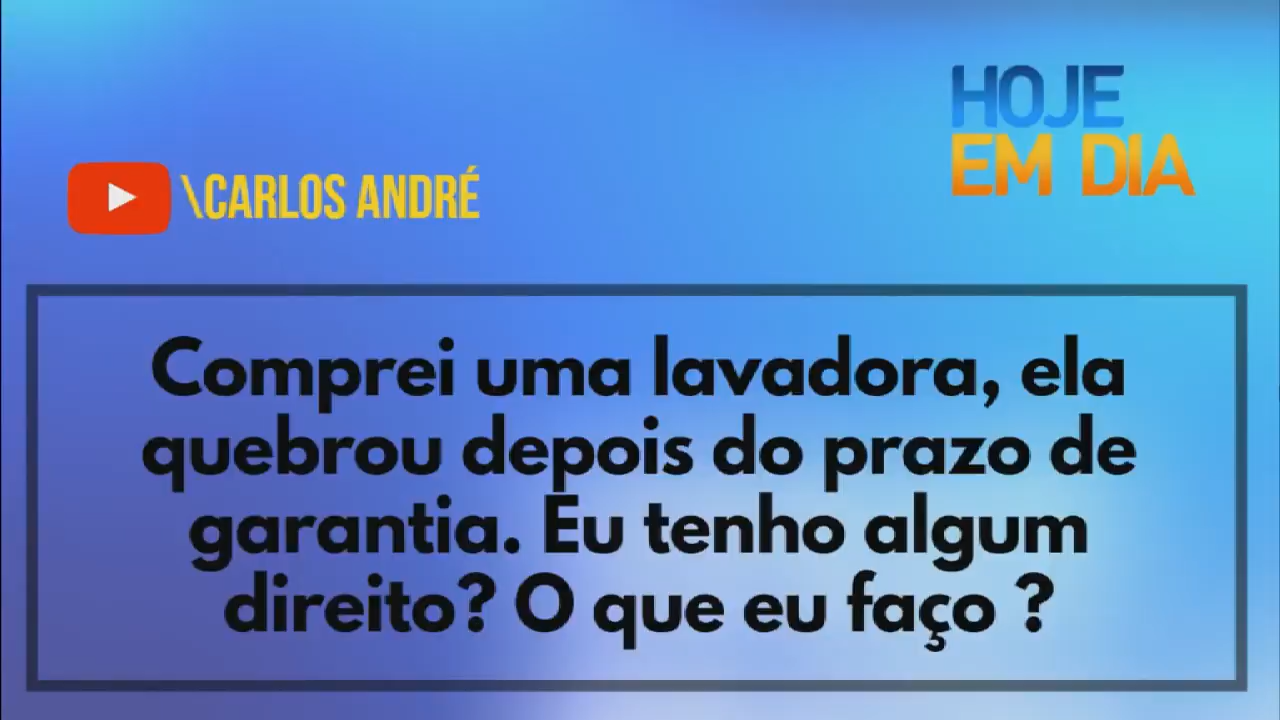 HOJE
EM DIA
\CARLOS ANDRÉ
Comprei uma lavadora, ela
quebrou depois do prazo de
garantia. Eu tenho algum
direito? O que eu faço ?